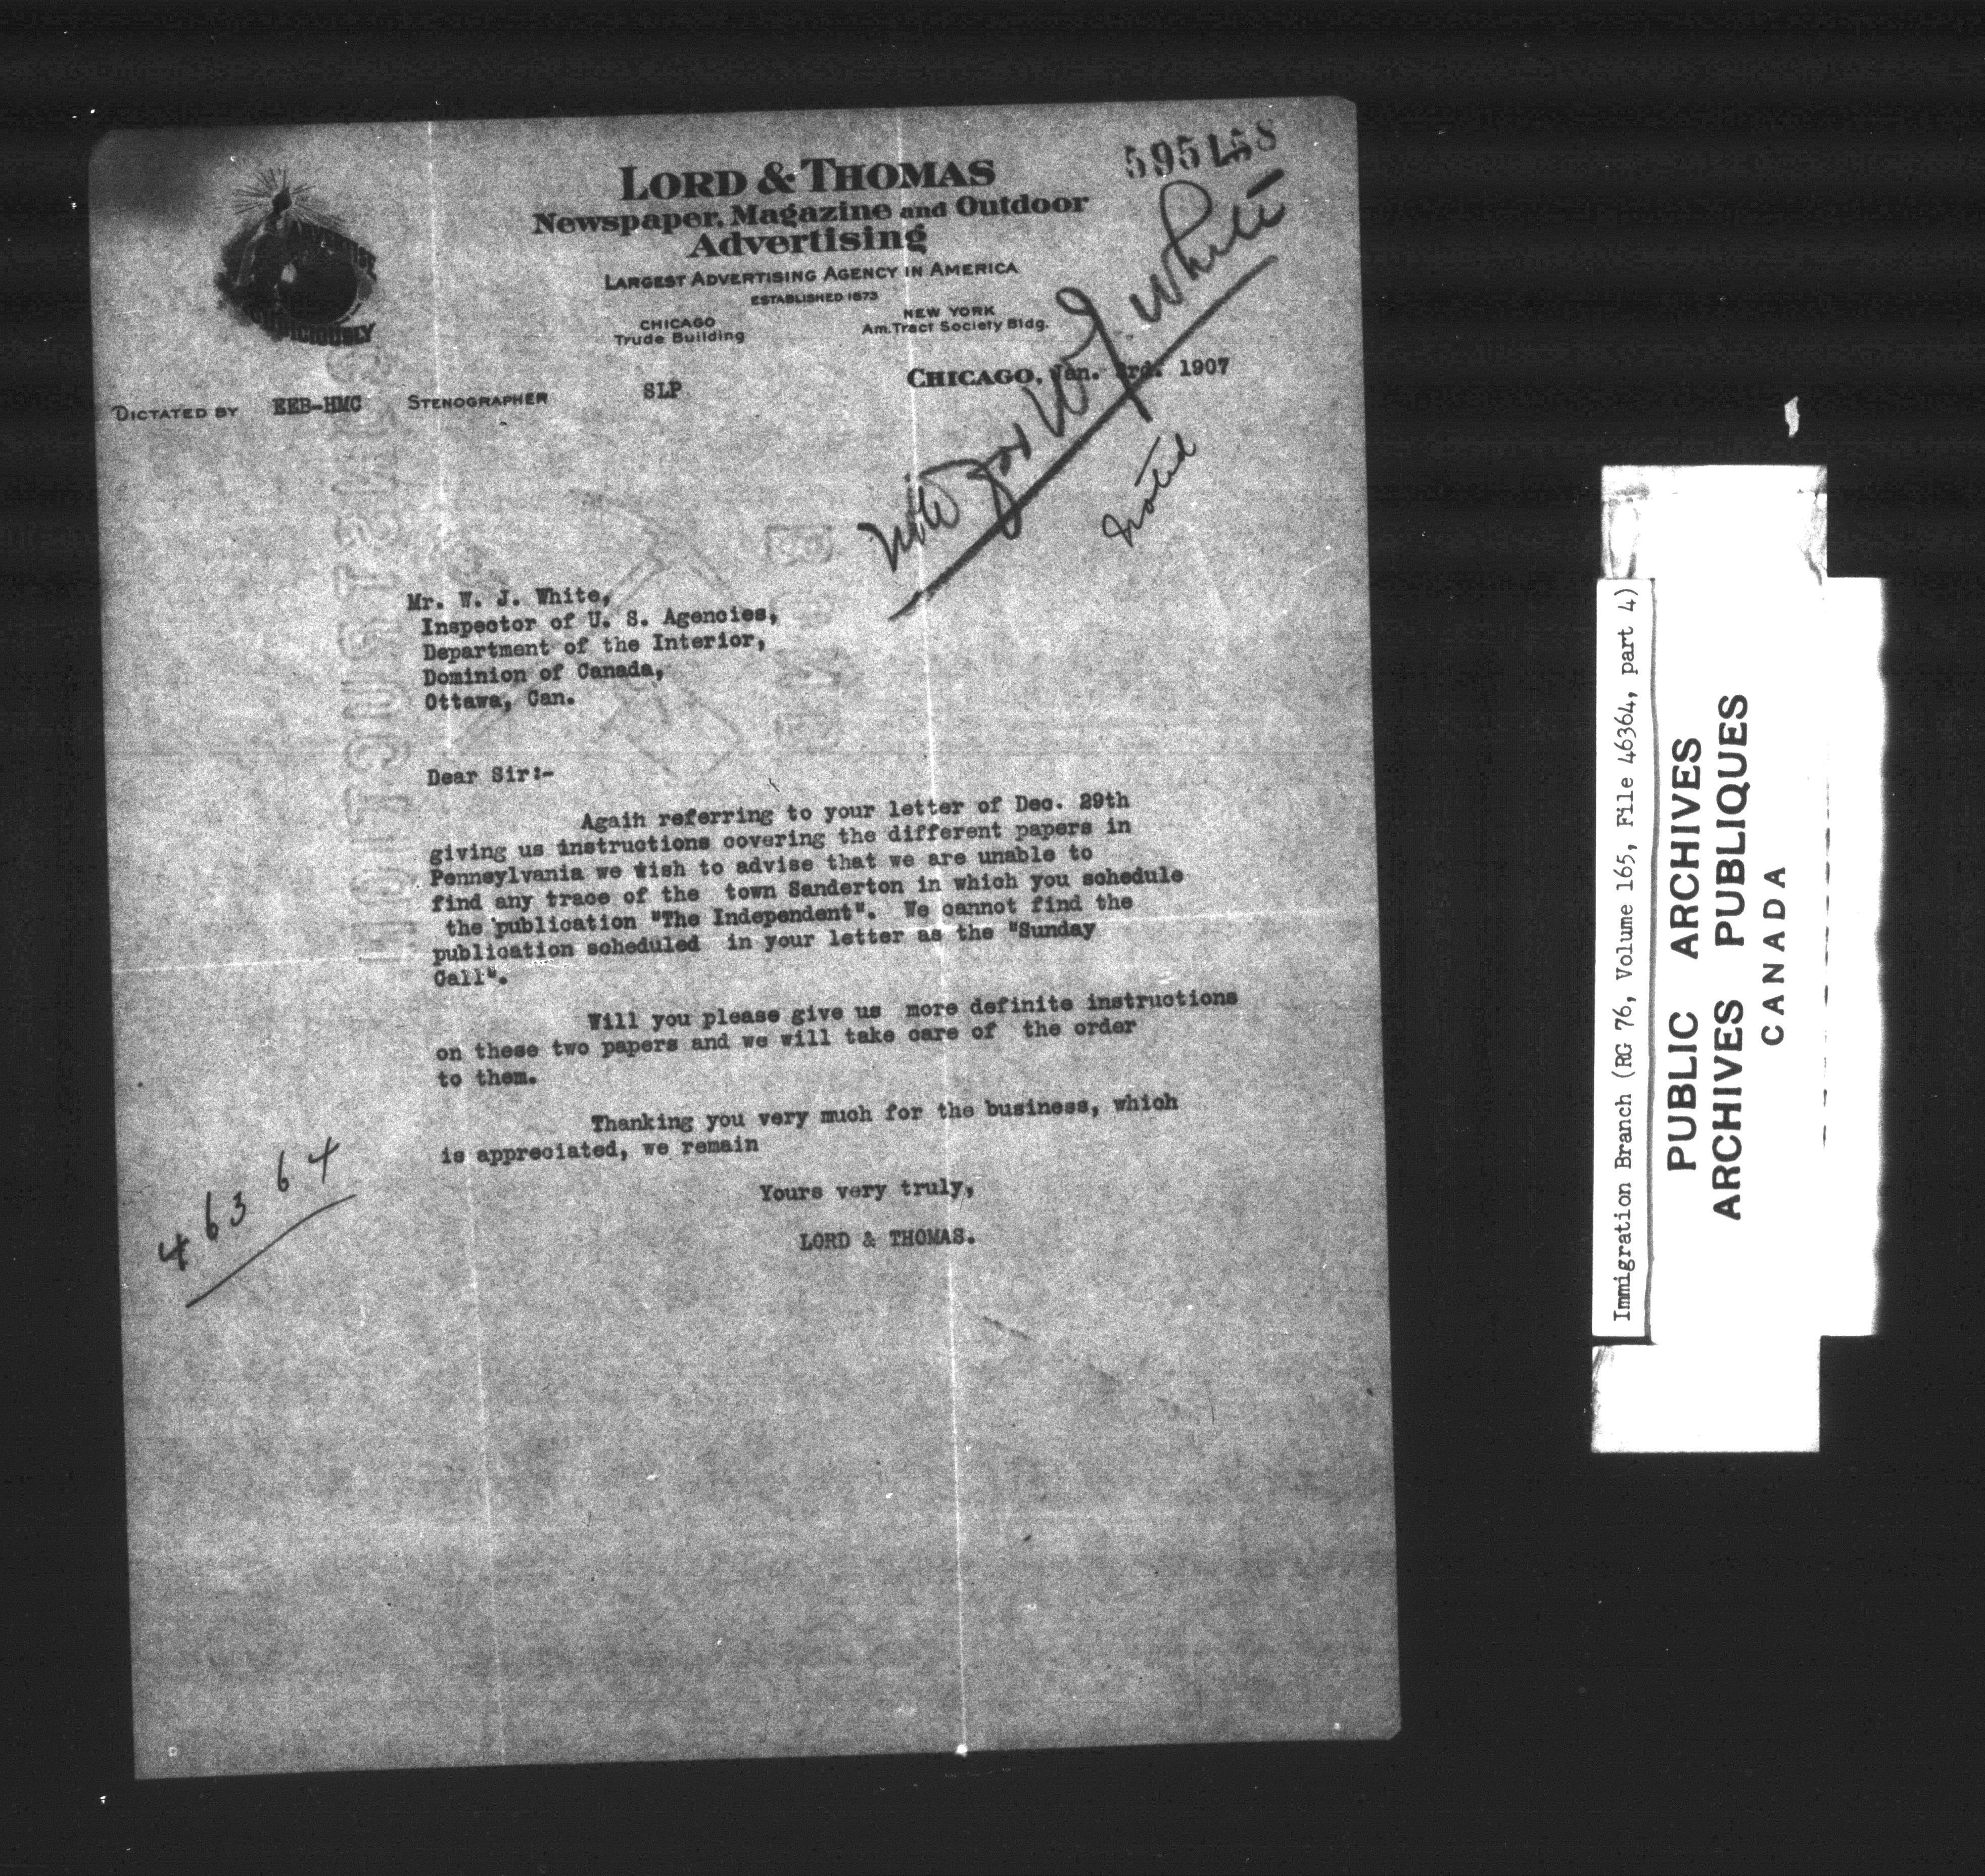 595158
LORD & THOMAS
Newspaper, Magazine and Outdoor
Advertising
LARGEST ADVERTISING AGENCY IN AMERICA
ESTABLISHED 1873
CHICAGO
Trude Building
NEW YORK
Am. Tract Society Bldg.
ADVERTISE
JUDICIOUSLY
CHICAGO, Jan. 3rd. 1907
DICTATED BY EEB-HMC STENOGRAPHER SLP
Note for W. J. White
Noted
Mr. W. J. White,
Inspector of U. S. Agencies,
Department of the Interior,
Dominion of Canada,
Ottawa, Can.
Dear Sir:-
Again referring to your letter of Dec. 29th
giving us instructions covering the different papers in
Pennsylvania we wish to advise that we are unable to
find any trace of the town Sanderton in which you schedule
the publication "The Independent". We cannot find the
publication scheduled in your letter as the "Sunday
Call".
Will you please give us more definite instructions
on these two papers and we will take care of the order
to them.
Thanking you very much for the business, which
is appreciated, we remain
Yours very truly,
LORD & THOMAS.
46364
Immigration Branch (RG 76, Volume 165, File 46364, part 4)
PUBLIC ARCHIVES
ARCHIVES PUBLIQUES
CANADA